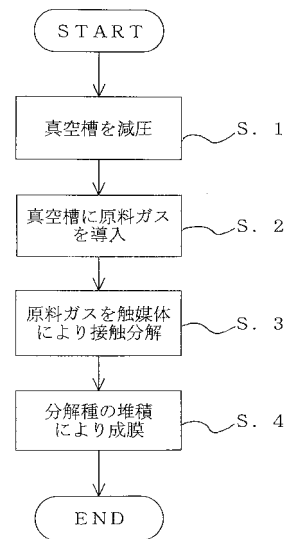 START
真空槽を減圧
S. 1
真空槽に原料ガス
を導入
S. 2
原料ガスを触媒体
により接触分解
S. 3
分解種の堆積
により成膜
S. 4
END